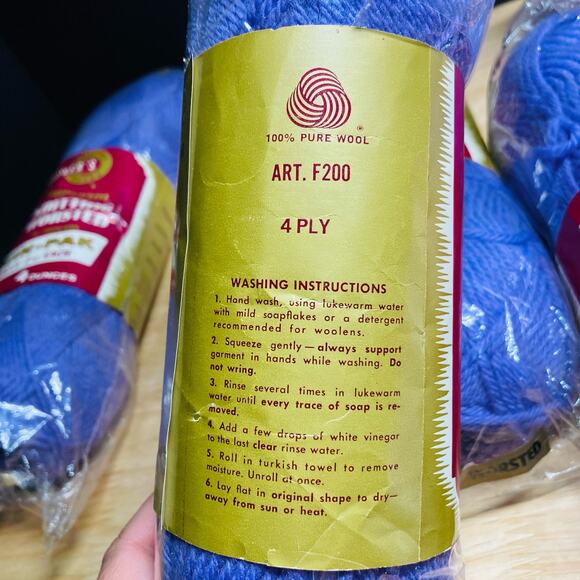 100% PURE WOOL
ART. F200
4 PLY
WASHING INSTRUCTIONS
1. Hand wash, using lukewarm water
with mild soapflakes or a detergent
recommended for woolens.
2. Squeeze gently—always support
garment in hands while washing. Do
not wring.
3. Rinse several times in lukewarm
water until every trace of soap is re-
moved.
4. Add a few drops of white vinegar
to the last clear rinse water.
5. Roll in turkish towel to remove
moisture. Unroll at once.
6. Lay flat in original shape to dry—
away from sun or heat.
4 OUNCES